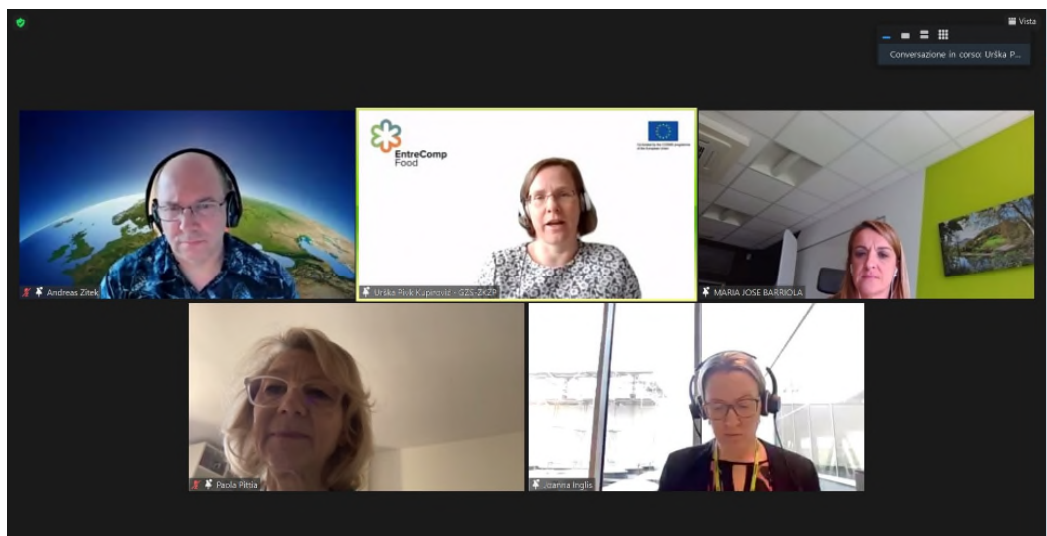 Vista
Conversazione in corso: Urška P...
EntreComp
Food
Andreas Zitek
Urška Pivk Kupirovič - GZS-ZKŽP
MARIA JOSE BARRIOLA
Paola Pittia
Joanna Inglis